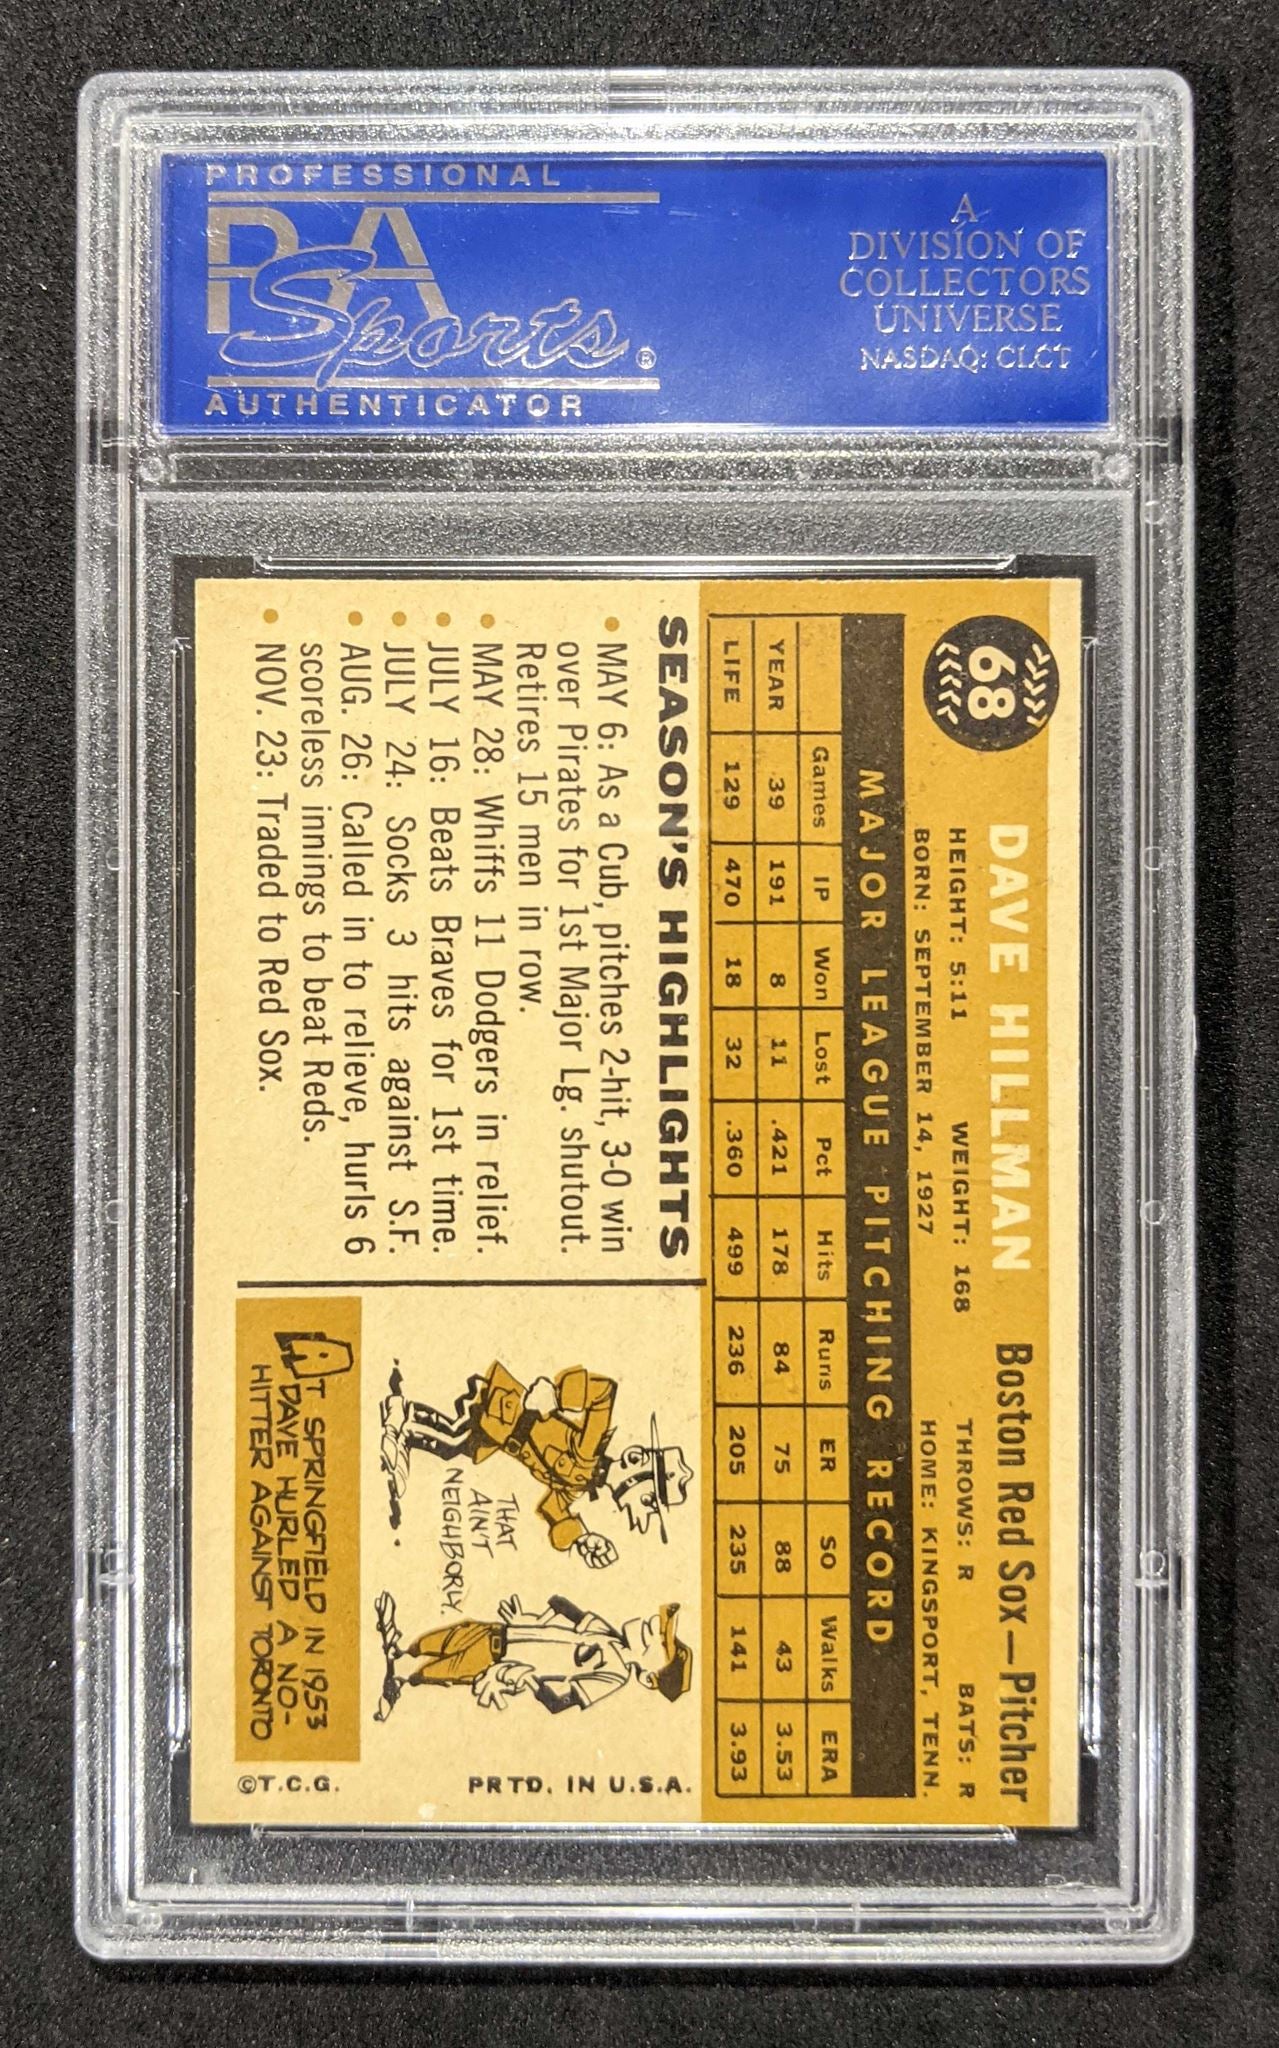 PROFESSIONAL
PSA
Sports®
AUTHENTICATOR
A
DIVISION OF
COLLECTORS
UNIVERSE
NASDAQ: CLCT
68
DAVE HILLMAN Boston Red Sox—Pitcher
HEIGHT: 5:11 WEIGHT: 168 THROWS: R BATS: R
BORN: SEPTEMBER 14, 1927 HOME: KINGSPORT, TENN.
MAJOR LEAGUE PITCHING RECORD
Games IP Won Lost Pct Hits Runs ER SO Walks ERA
YEAR 39 191 8 11 .421 178 84 75 88 43 3.53
LIFE 129 470 18 32 .360 499 236 205 235 141 3.93
SEASON'S HIGHLIGHTS
• MAY 6: As a Cub, pitches 2-hit, 3-0 win
over Pirates for 1st Major Lg. shutout.
Retires 15 men in row.
• MAY 28: Whiffs 11 Dodgers in relief.
• JULY 16: Beats Braves for 1st time.
• JULY 24: Socks 3 hits against S.F.
• AUG. 26: Called in to relieve, hurls 6
scoreless innings to beat Reds.
• NOV. 23: Traded to Red Sox.
THAT
AIN'T
NEIGHBORLY.
S
AT SPRINGFIELD IN 1953
DAVE HURLED A NO-
HITTER AGAINST TORONTO
PRTD. IN U.S.A.
©T.C.G.